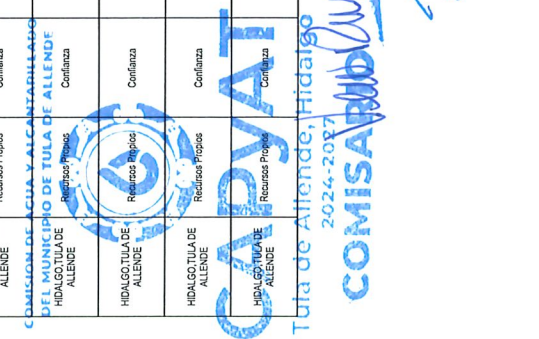 ALLENDE Recursos Propios Confianza
COMISION DE AGUA Y ALCANTARILLADO
DEL MUNICIPIO DE TULA DE ALLENDE
HIDALGO,TULA DE
ALLENDE
Recursos Propios
Confianza
HIDALGO,TULA DE
ALLENDE
Recursos Propios
Confianza
HIDALGO,TULA DE
ALLENDE
Recursos Propios
Confianza
CAPYAT
HIDALGO,TULA DE
ALLENDE
Recursos Propios
Confianza
Tula de Allende, Hidalgo
2024-2027
COMISARIO